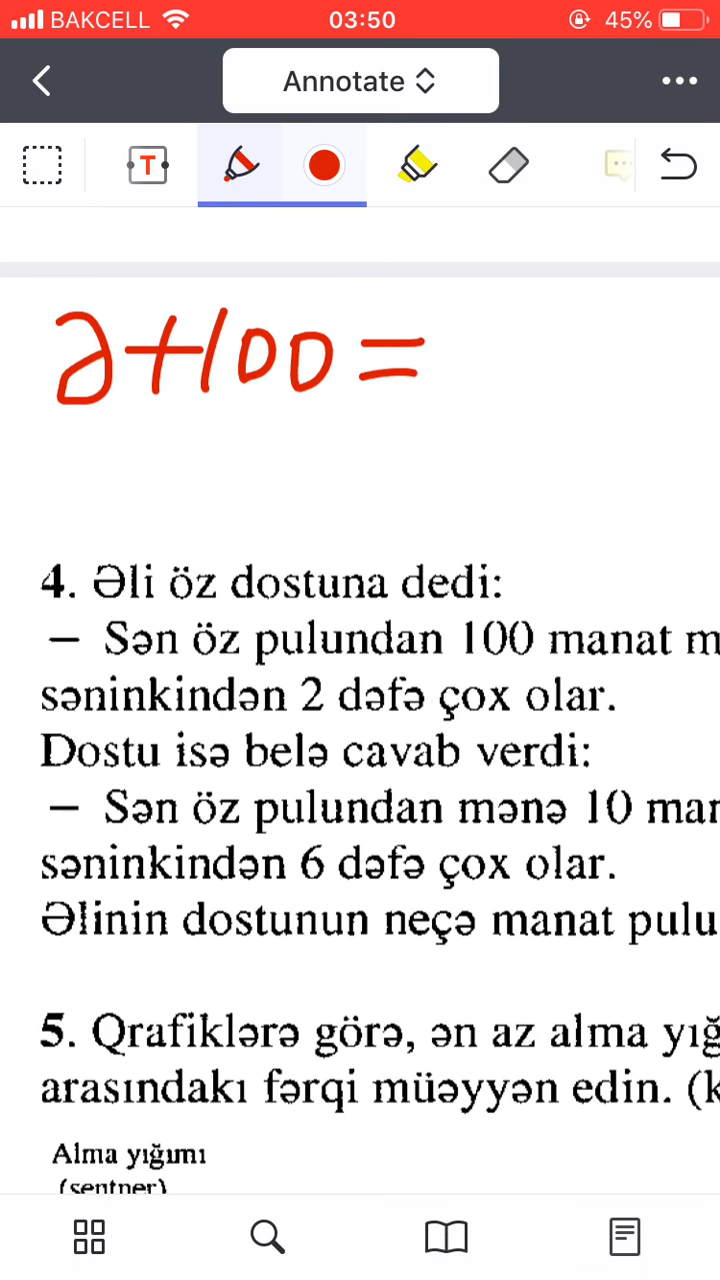 BAKCELL 03:50 45%
Annotate
T
Ə+100=
4. Əli öz dostuna dedi:
– Sən öz pulundan 100 manat
səninkindən 2 dəfə çox olar.
Dostu isə belə cavab verdi:
– Sən öz pulundan mənə 10
səninkindən 6 dəfə çox olar.
Əlinin dostunun neçə manat pulu
5. Qrafiklərə görə, ən az alma
arasındakı fərqi müəyyən edin.
Alma yığımı
(sentner)